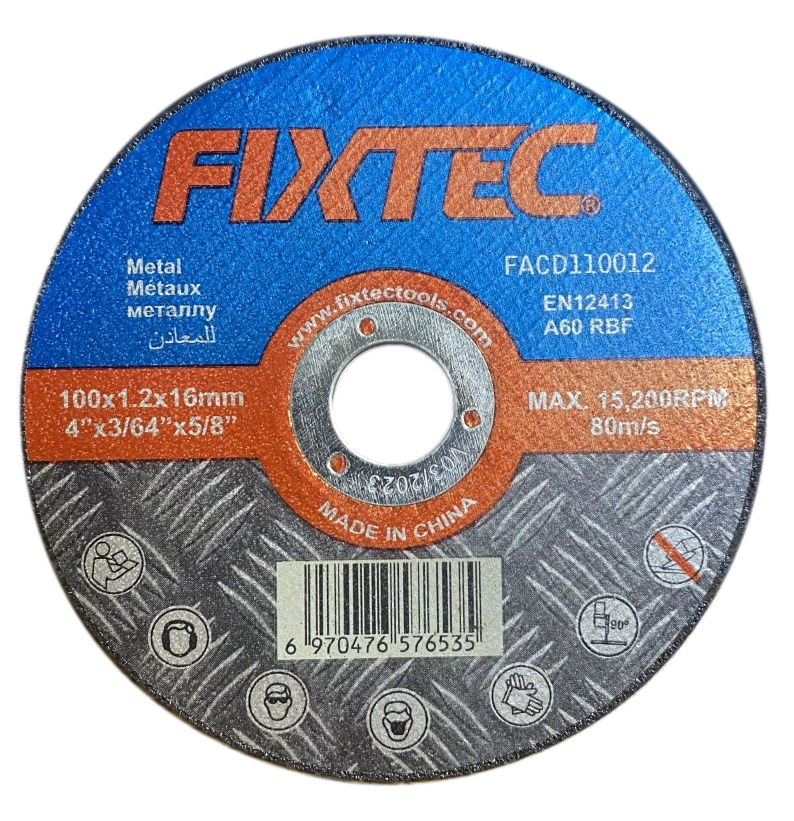 FIXTEC®
Metal
Métaux
металлу
للمعادن
FACD110012
EN12413
A60 RBF
www.fixtectools.com
100x1.2x16mm
4”x3/64”x5/8”
MAX. 15,200RPM
80m/s
V03/2023
MADE IN CHINA
90°
6 970476 576535